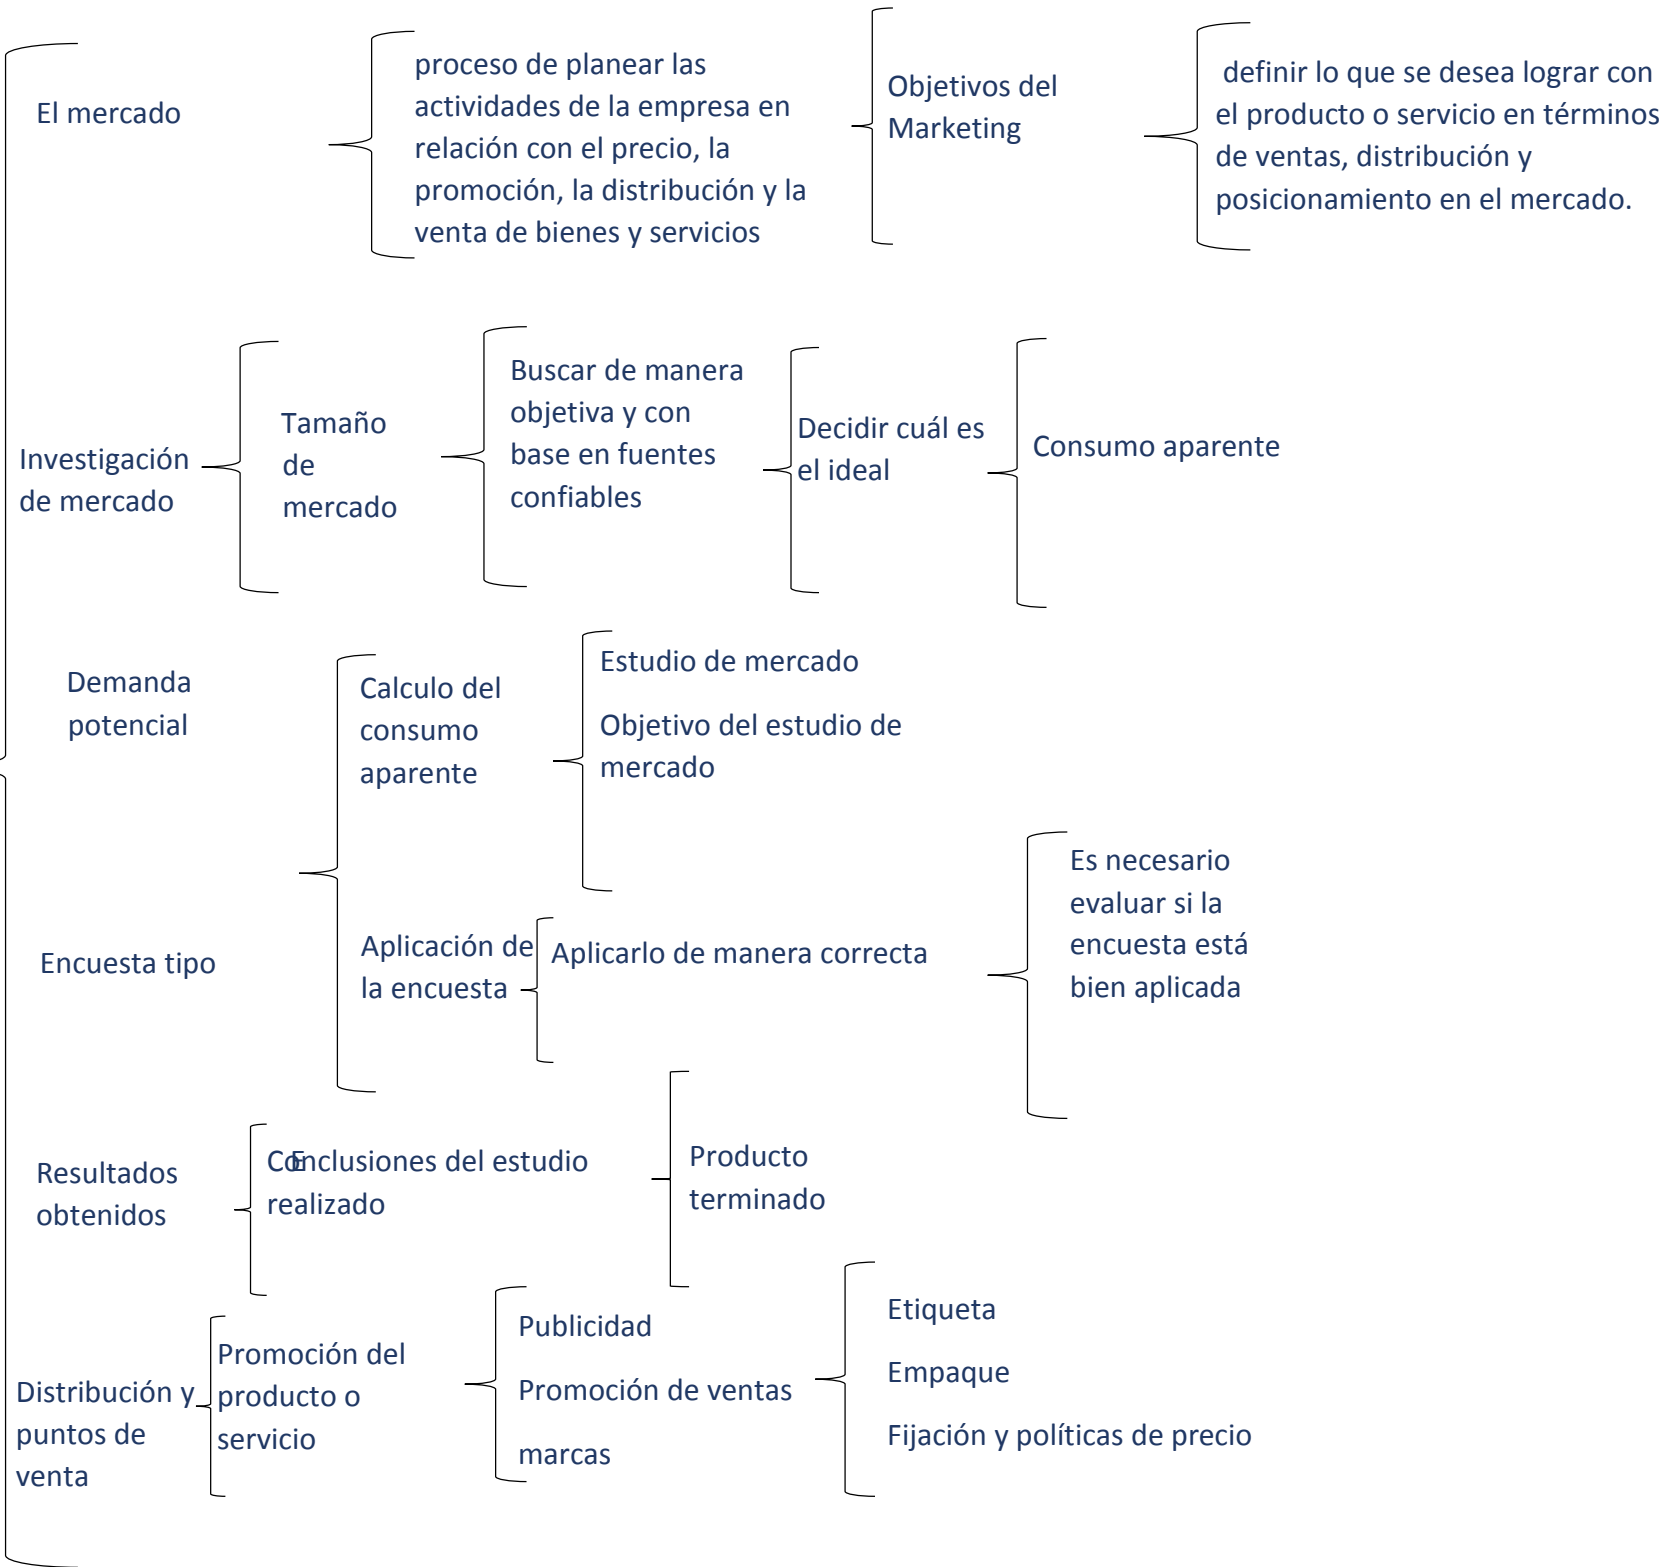 El mercado
proceso de planear las
actividades de la empresa en
relación con el precio, la
promoción, la distribución y la
venta de bienes y servicios
Objetivos del
Marketing
definir lo que se desea lograr con
el producto o servicio en términos
de ventas, distribución y
posicionamiento en el mercado.
Investigación
de mercado
Tamaño
de
mercado
Buscar de manera
objetiva y con
base en fuentes
confiables
Decidir cuál es
el ideal
Consumo aparente
Demanda
potencial
Calculo del
consumo
aparente
Estudio de mercado
Objetivo del estudio de
mercado
Encuesta tipo
Aplicación de
la encuesta
Aplicarlo de manera correcta
Es necesario
evaluar si la
encuesta está
bien aplicada
Resultados
obtenidos
Conclusiones del estudio
realizado
E
Producto
terminado
Distribución y
puntos de
venta
Promoción del
producto o
servicio
Publicidad
Promoción de ventas
marcas
Etiqueta
Empaque
Fijación y políticas de precio